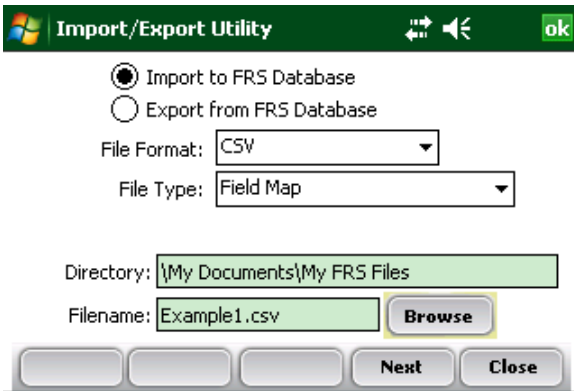 Import/Export Utility ok
Import to FRS Database
Export from FRS Database
File Format: CSV
File Type: Field Map
Directory: \My Documents\My FRS Files
Filename: Example1.csv Browse
Next Close